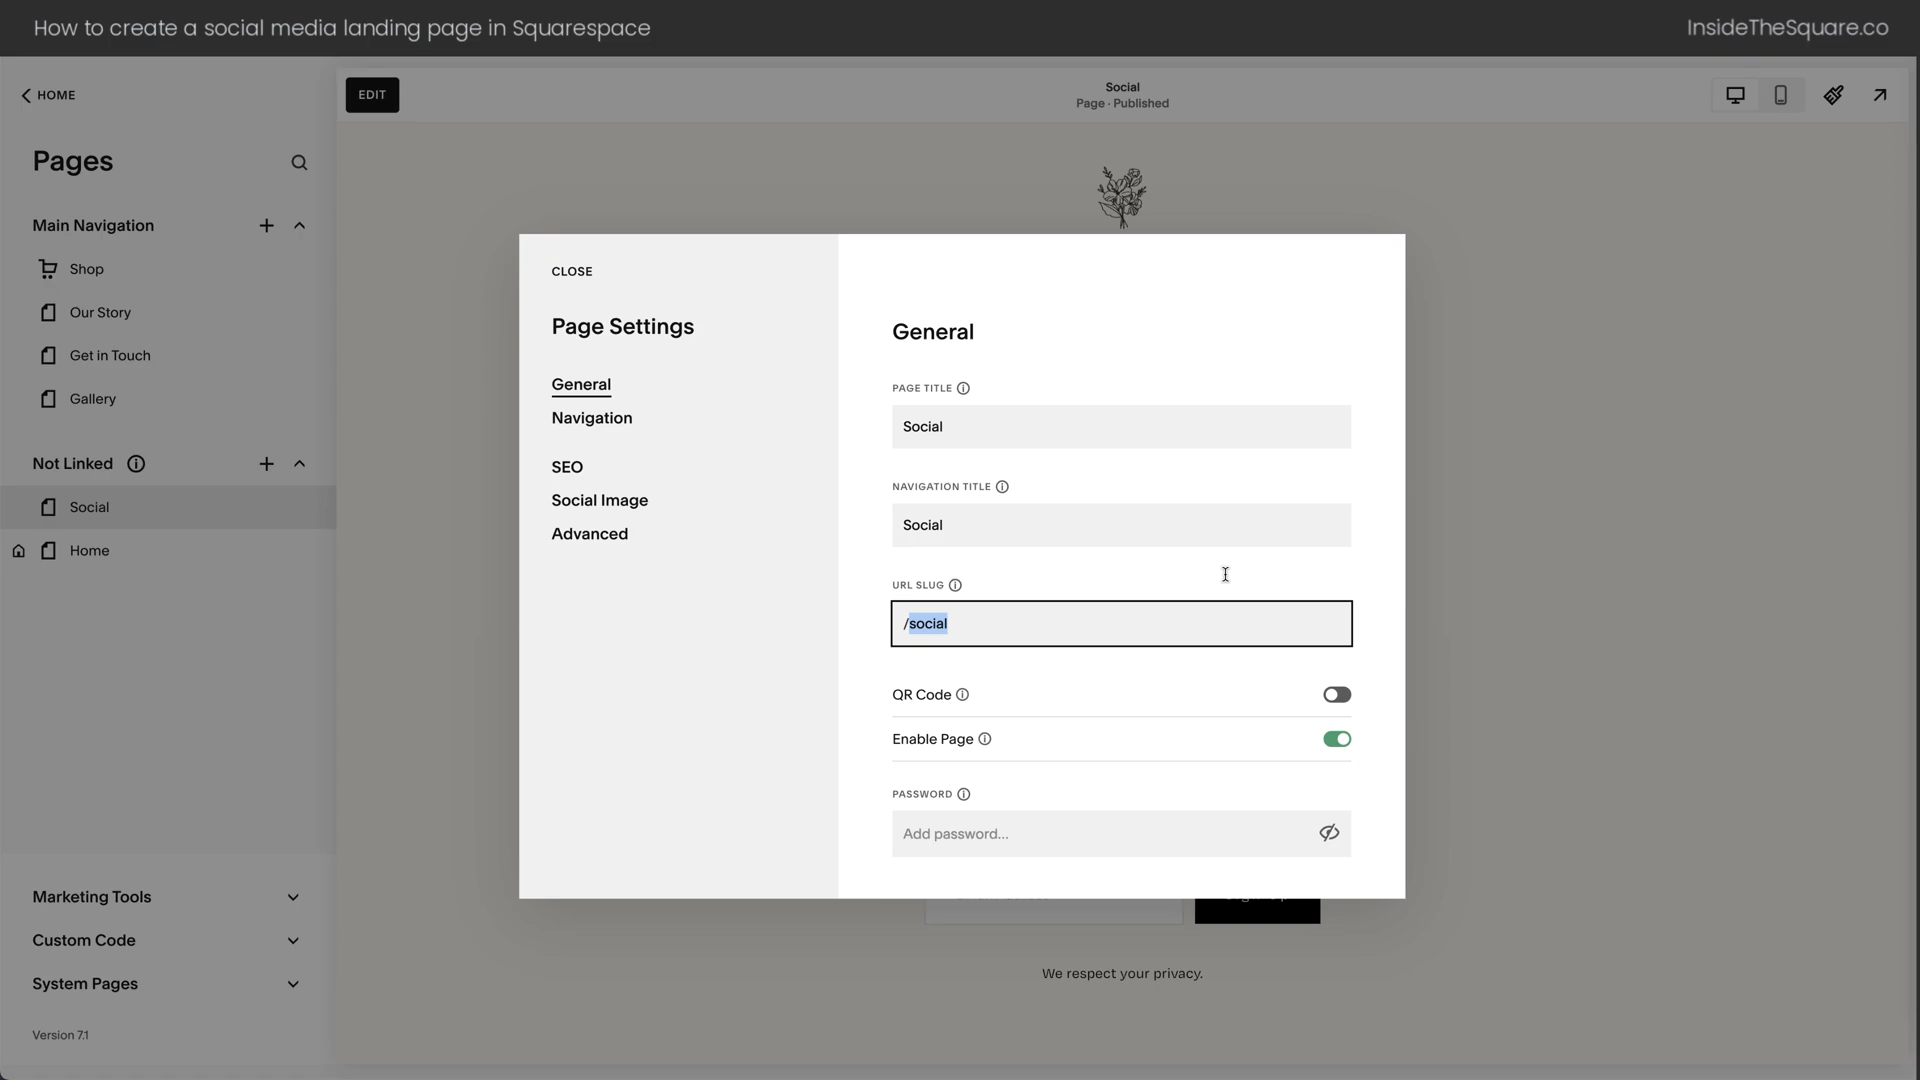 How to create a social media landing page in Squarespace
InsideTheSquare.co
HOME
EDIT
Social
Page · Published
Pages
Main Navigation
Shop
Our Story
Get in Touch
Gallery
Not Linked
Social
Home
Marketing Tools
Custom Code
System Pages
Version 7.1
CLOSE
Page Settings
General
Navigation
SEO
Social Image
Advanced
General
PAGE TITLE
Social
NAVIGATION TITLE
Social
URL SLUG
/social
QR Code
Enable Page
PASSWORD
Add password...
We respect your privacy.